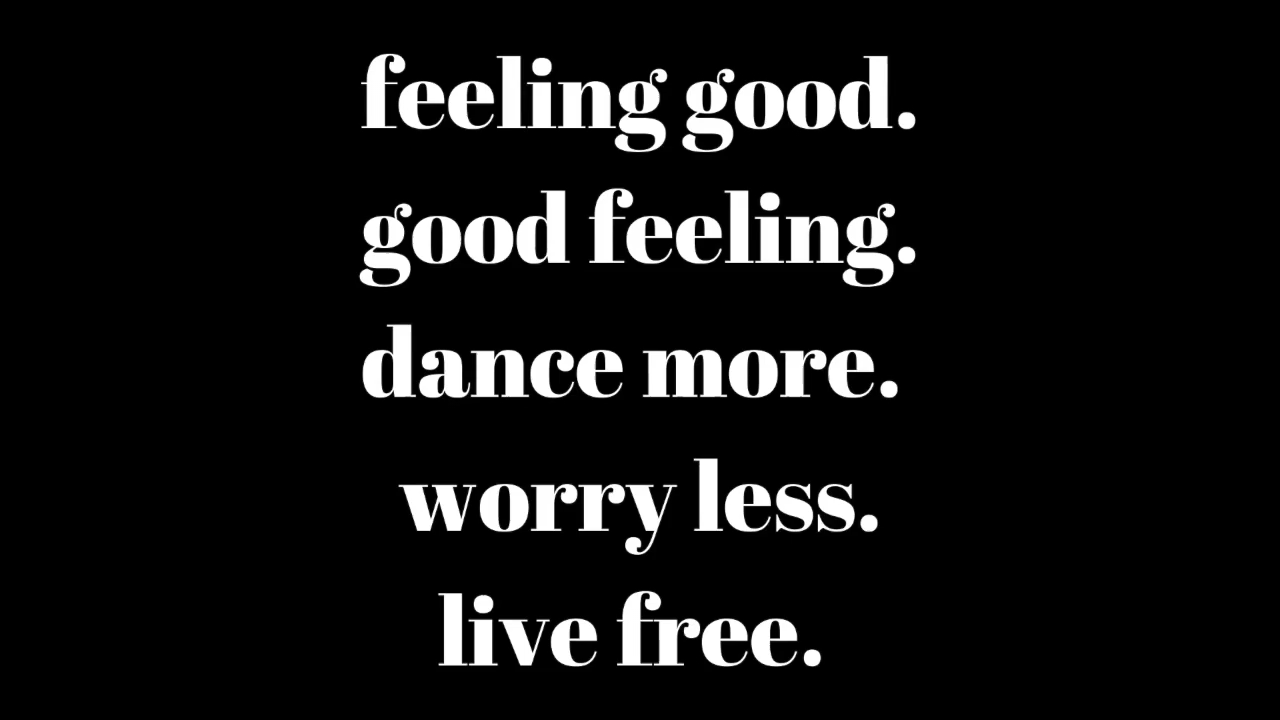 feeling good.
good feeling.
dance more.
worry less.
live free.